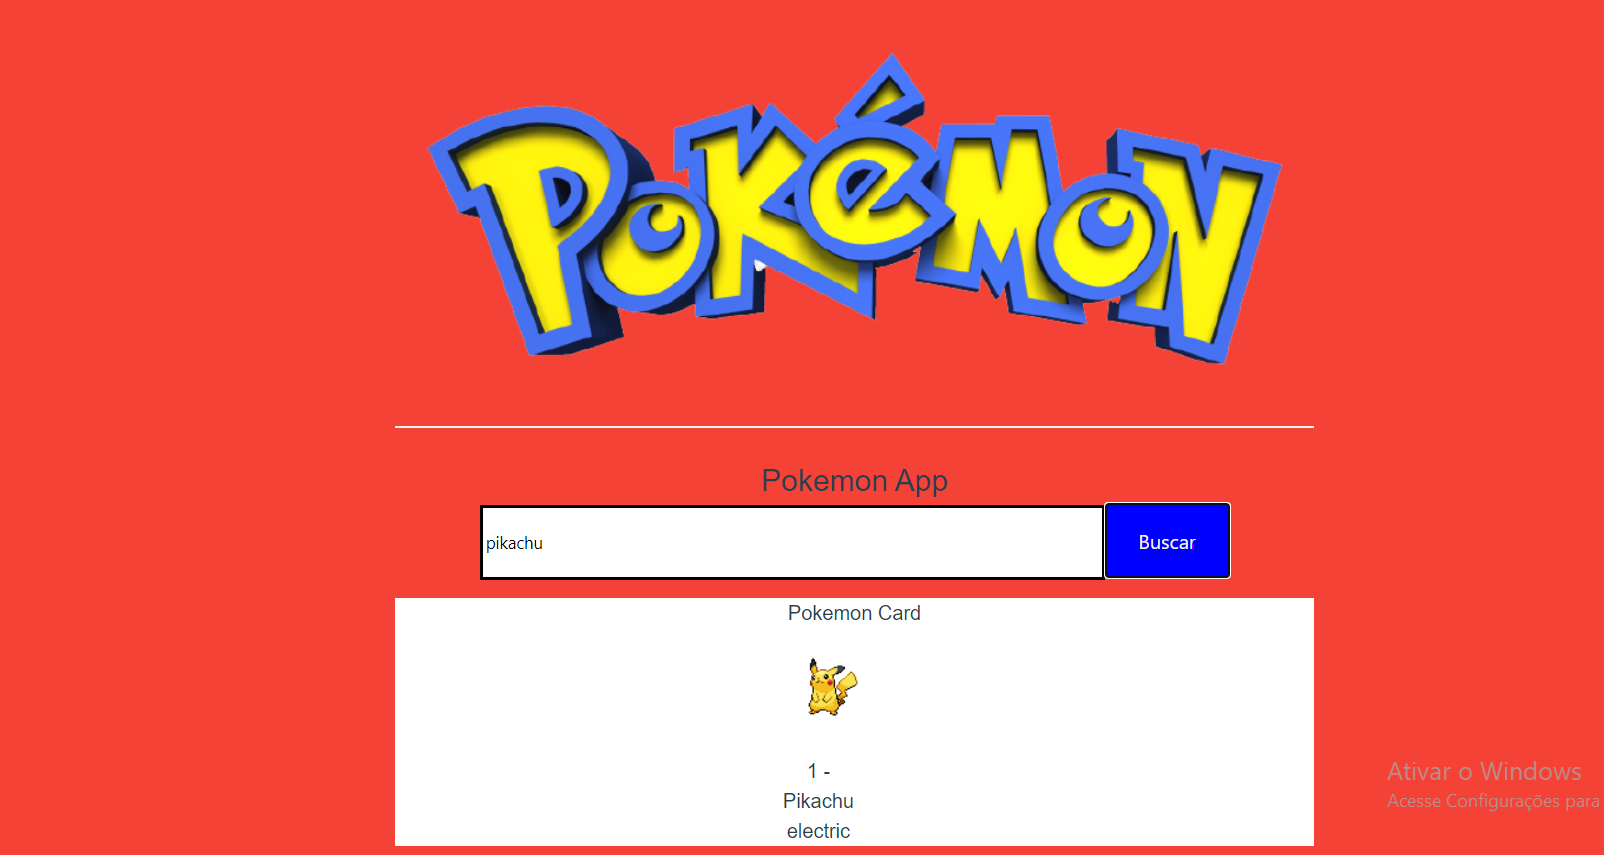 POKéMON
Pokemon App
pikachu
Buscar
Pokemon Card
1 -
Pikachu
electric
Ativar o Windows
Acesse Configurações para